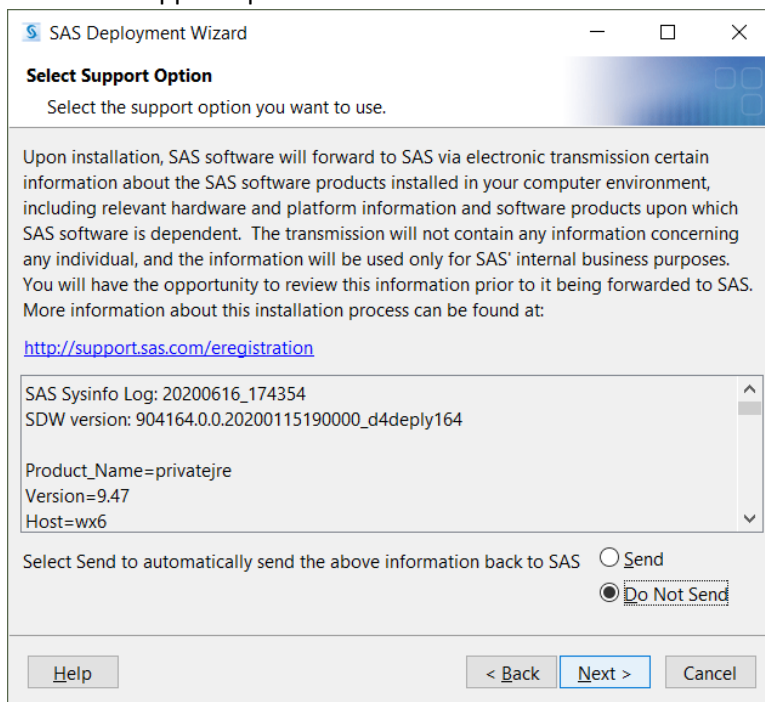 SAS Deployment Wizard
Select Support Option
Select the support option you want to use.
Upon installation, SAS software will forward to SAS via electronic transmission certain
information about the SAS software products installed in your computer environment,
including relevant hardware and platform information and software products upon which
SAS software is dependent.  The transmission will not contain any information concerning
any individual, and the information will be used only for SAS' internal business purposes.
You will have the opportunity to review this information prior to it being forwarded to SAS.
More information about this installation process can be found at:
http://support.sas.com/eregistration
SAS Sysinfo Log: 20200616_174354
SDW version: 904164.0.0.20200115190000_d4deply164
Product_Name=privatejre
Version=9.47
Host=wx6
Select Send to automatically send the above information back to SAS
Send
Do Not Send
Help
< Back
Next >
Cancel